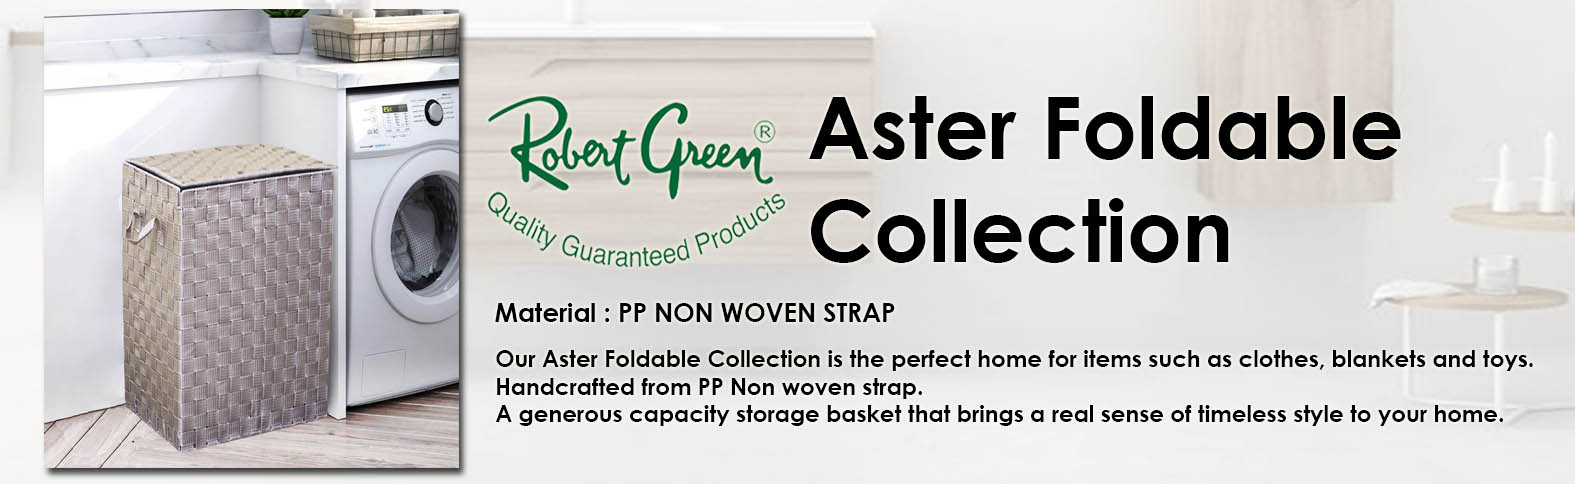 Robert Green ®
Quality Guaranteed Products
Aster Foldable
Collection
Material : PP NON WOVEN STRAP
Our Aster Foldable Collection is the perfect home for items such as clothes, blankets and toys.
Handcrafted from PP Non woven strap.
A generous capacity storage basket that brings a real sense of timeless style to your home.